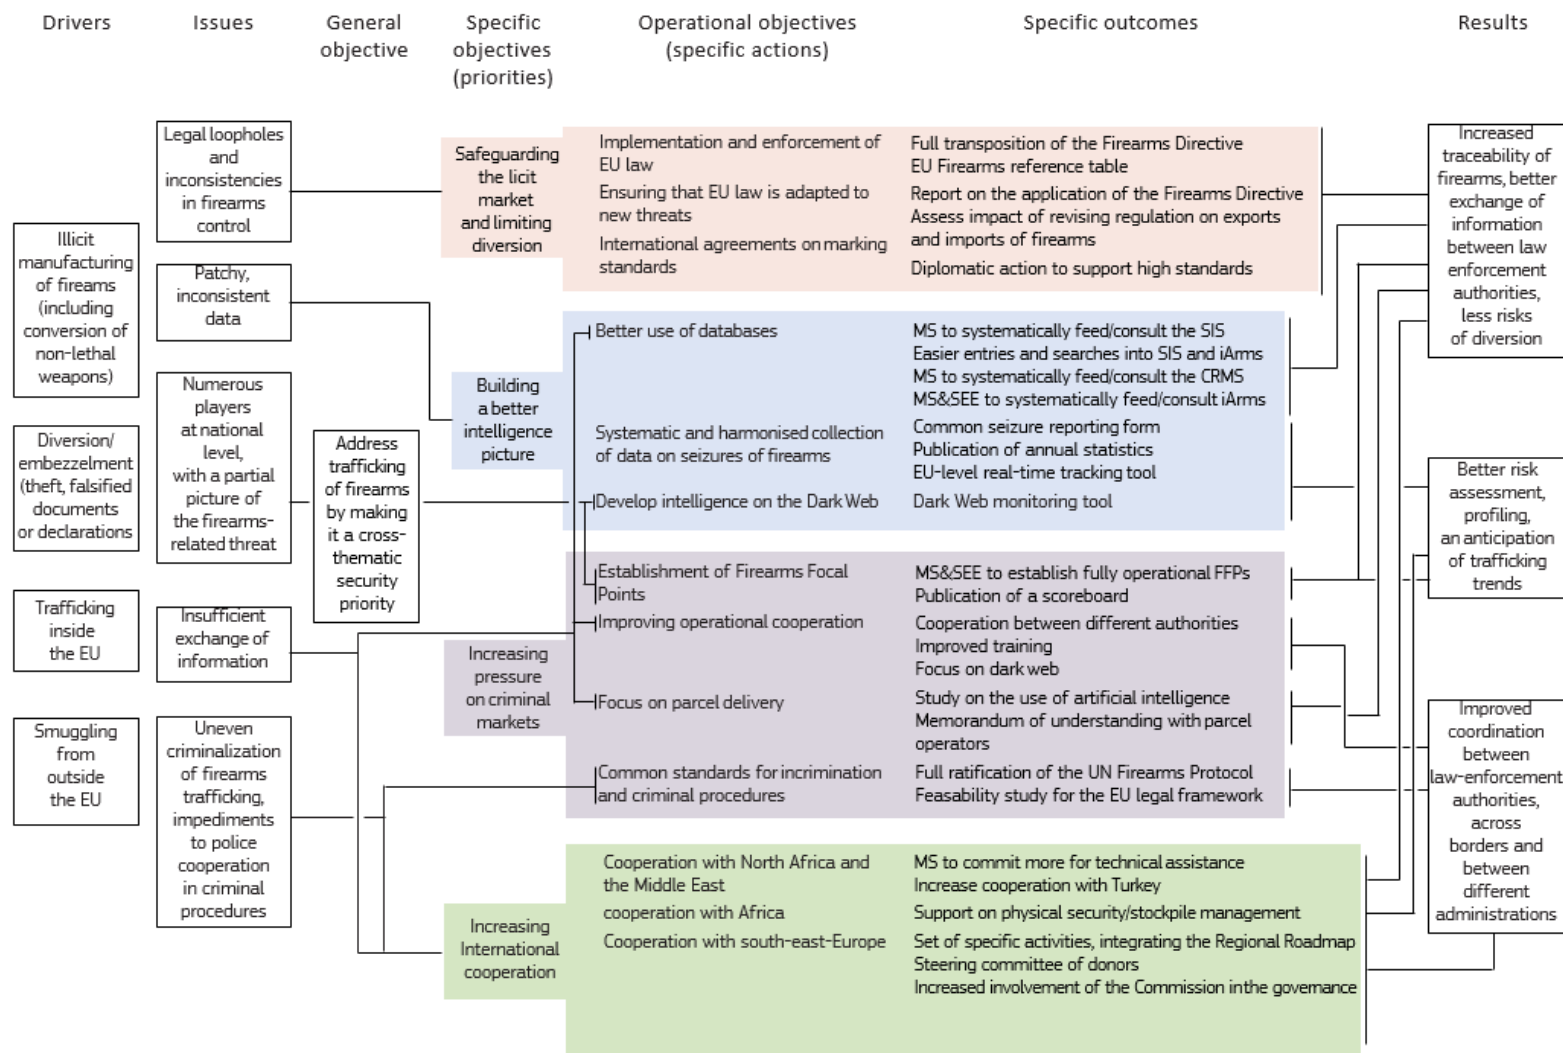 Drivers
Issues
General
objective
Specific
objectives
(priorities)
Operational objectives
(specific actions)
Specific outcomes
Results
Illicit
manufacturing
of fireams
(including
conversion of
non-lethal
weapons)
Diversion/
embezzelment
(theft, falsified
documents
or declarations
Trafficking
inside
the EU
Smuggling
from
outside
the EU
Legal loopholes
and
inconsistencies
in firearms
control
Patchy,
inconsistent
data
Numerous
players
at national
level,
with a partial
picture of
the firearms-
related threat
Insufficient
exchange of
information
Uneven
criminalization
of firearms
trafficking,
impediments
to police
cooperation
in criminal
procedures
Address
trafficking
of firearms
by making
it a cross-
thematic
security
priority
Safeguarding
the licit
market
and limiting
diversion
Implementation and enforcement of
EU law
Ensuring that EU law is adapted to
new threats
International agreements on marking
standards
Full transposition of the Firearms Directive
EU Firearms reference table
Report on the application of the Firearms Directive
Assess impact of revising regulation on exports
and imports of firearms
Diplomatic action to support high standards
Building
a better
intelligence
picture
Better use of databases
Systematic and harmonised collection
of data on seizures of firearms
Develop intelligence on the Dark Web
MS to systematically feed/consult the SIS
Easier entries and searches into SIS and iArms
MS to systematically feed/consult the CRMS
MS&SEE to systematically feed/consult iArms
Common seizure reporting form
Publication of annual statistics
EU-level real-time tracking tool
Dark Web monitoring tool
Increasing
pressure
on criminal
markets
Establishment of Firearms Focal
Points
Improving operational cooperation
Focus on parcel delivery
Common standards for incrimination
and criminal procedures
MS&SEE to establish fully operational FFPs
Publication of a scoreboard
Cooperation between different authorities
Improved training
Focus on dark web
Study on the use of artificial intelligence
Memorandum of understanding with parcel
operators
Full ratification of the UN Firearms Protocol
Feasability study for the EU legal framework
Increasing
International
cooperation
Cooperation with North Africa and
the Middle East
cooperation with Africa
Cooperation with south-east-Europe
MS to commit more for technical assistance
Increase cooperation with Turkey
Support on physical security/stockpile management
Set of specific activities, integrating the Regional Roadmap
Steering committee of donors
Increased involvement of the Commission in the governance
Increased
traceability of
firearms, better
exchange of
information
between law
enforcement
authorities,
less risks
of diversion
Better risk
assessment,
profiling,
an anticipation
of trafficking
trends
Improved
coordination
between
law-enforcement
authorities,
across
borders and
between
different
administrations